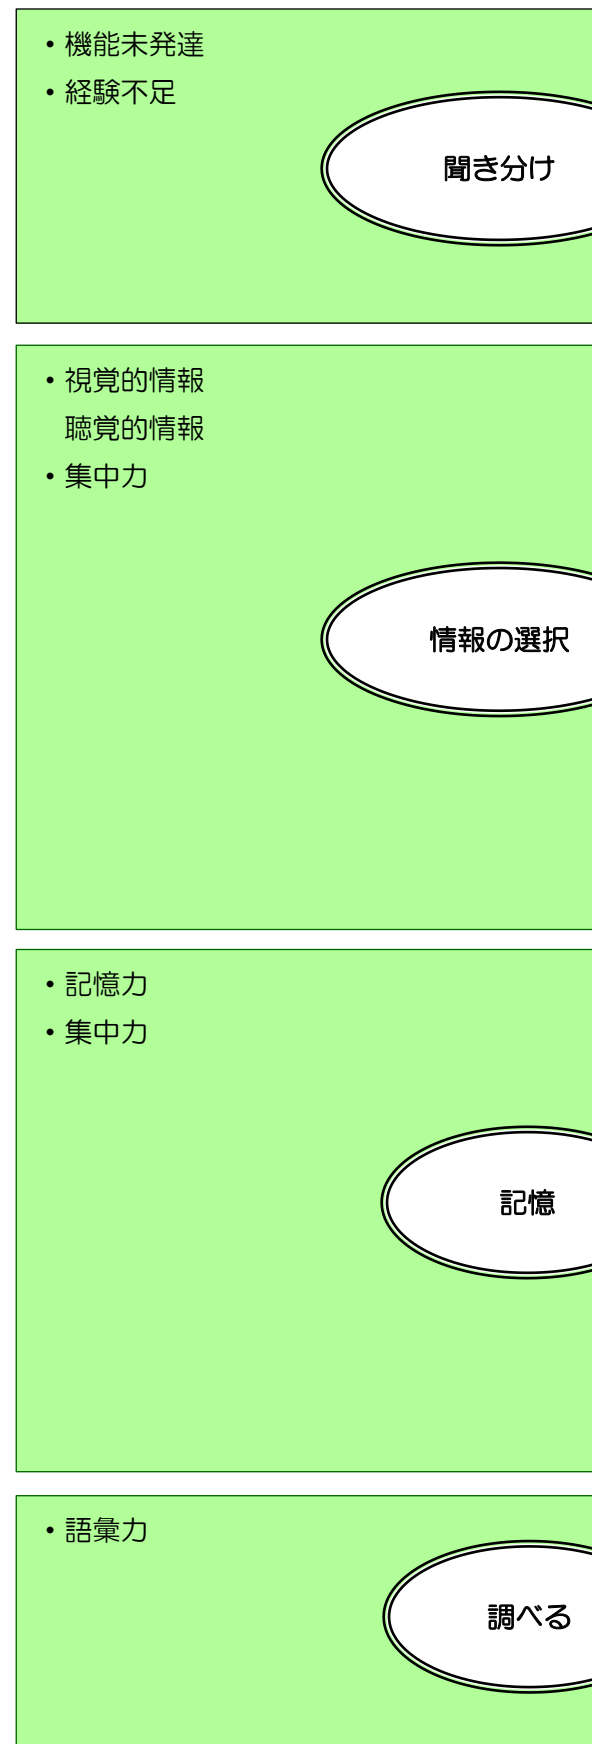 ・機能未発達
・経験不足
聞き分け
・視覚的情報
聴覚的情報
・集中力
情報の選択
・記憶力
・集中力
記憶
・語彙力
調べる